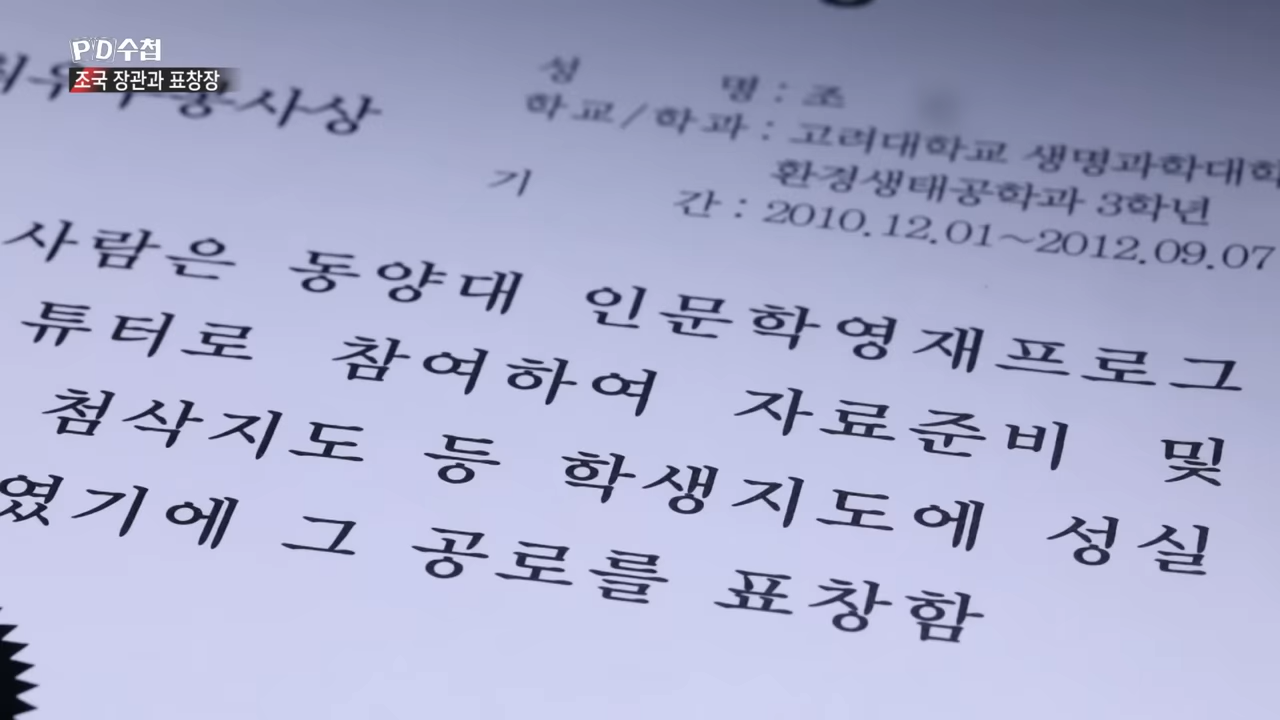 PD수첩
조국 장관과 표창장
봉사상
성 명 : 조
학교/학과 : 고려대학교 생명과학대학
환경생태공학과 3학년
기 간 : 2010.12.01~2012.09.07
사람은 동양대 인문학영재프로그
튜터로 참여하여 자료준비 및
첨삭지도 등 학생지도에 성실
였기에 그 공로를 표창함